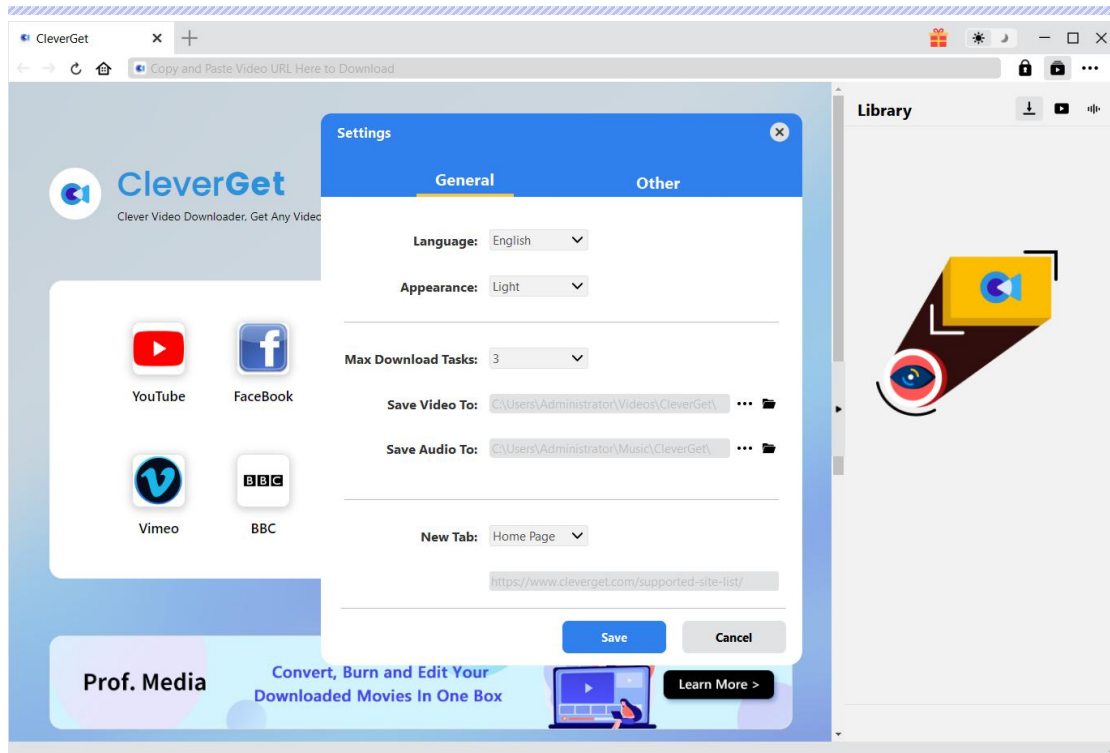 CleverGet
Copy and Paste Video URL Here to Download
Library
CleverGet
Clever Video Downloader. Get Any Video
YouTube
FaceBook
Vimeo
BBC
BBC
Settings
General
Other
Language: English
Appearance: Light
Max Download Tasks: 3
Save Video To: C:\Users\Administrator\Videos\CleverGet\
Save Audio To: C:\Users\Administrator\Music\CleverGet\
New Tab: Home Page
https://www.cleverget.com/supported-site-list/
Save
Cancel
Prof. Media
Convert, Burn and Edit Your
Downloaded Movies In One Box
Learn More >